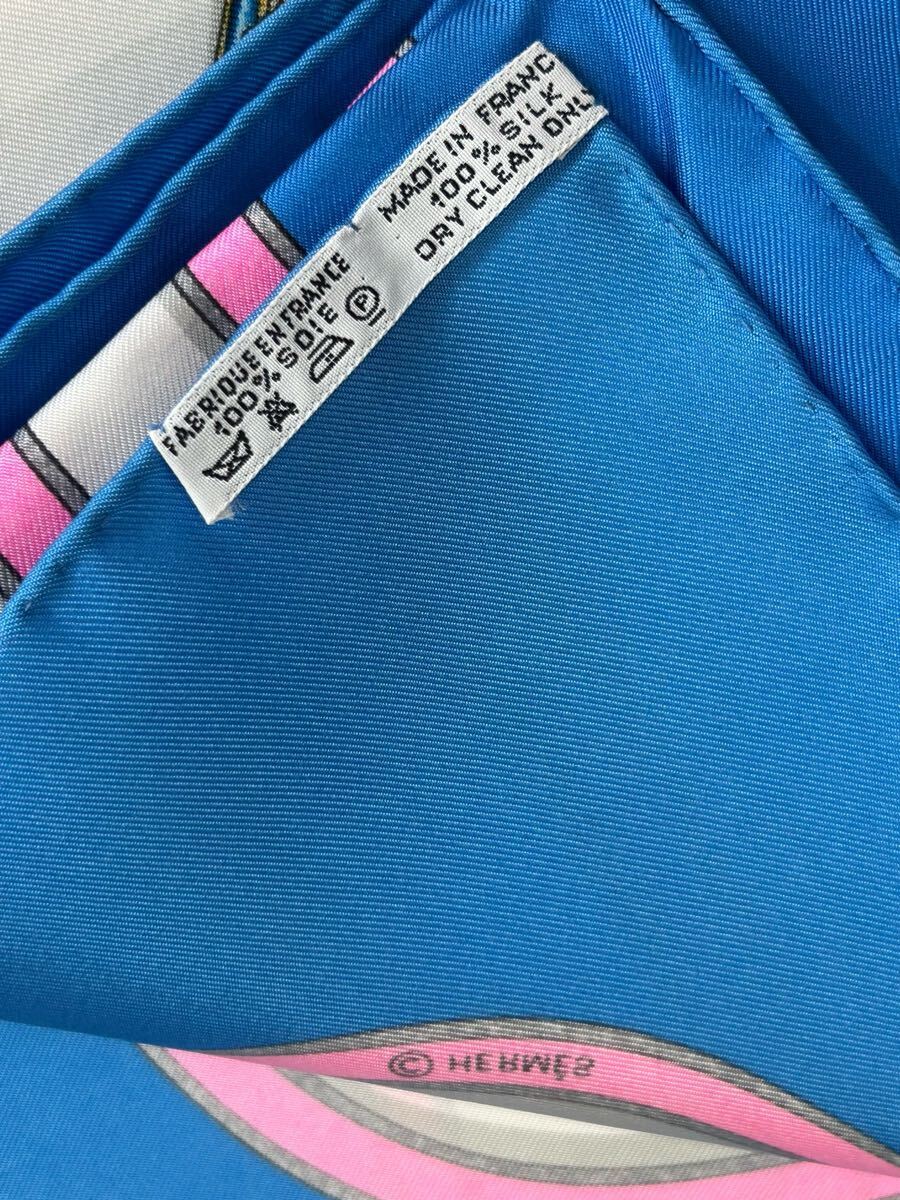 MADE IN FRANC
100% SILK
DRY CLEAN ONL
FABRIQUE EN FRANCE
100% SOIE
P
© HERMÈS